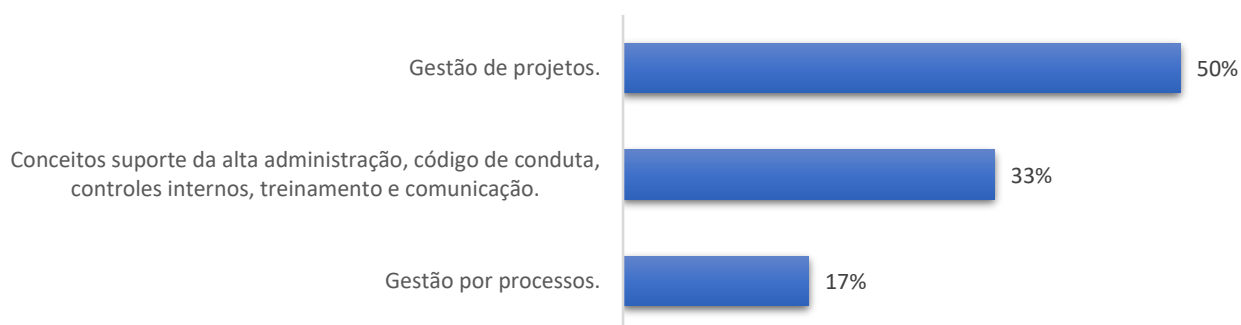 Gestão de projetos.
50%
Conceitos suporte da alta administração, código de conduta,
controles internos, treinamento e comunicação.
33%
Gestão por processos.
17%